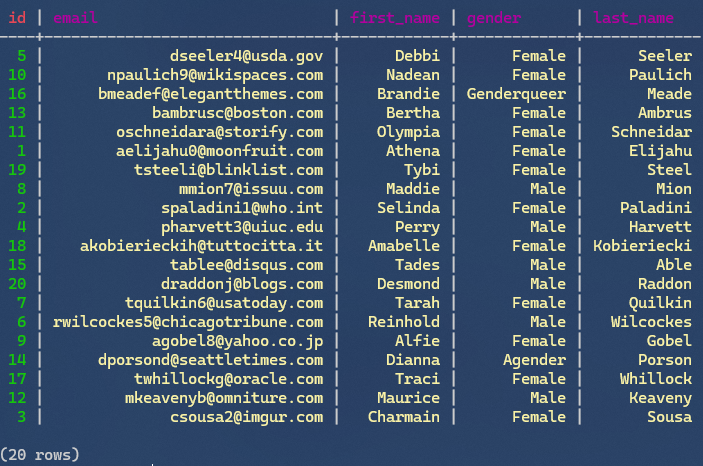 id | email | first_name | gender | last_name
----+-------------------------------+------------+-------------+-------------
5 | dseeler4@usda.gov | Debbi | Female | Seeler
10 | npaulich9@wikispaces.com | Nadean | Female | Paulich
16 | bmeadef@elegantthemes.com | Brandie | Genderqueer | Meade
13 | bambrusc@boston.com | Bertha | Female | Ambrus
11 | oschneidara@storify.com | Olympia | Female | Schneidar
1 | aelijahu0@moonfruit.com | Athena | Female | Elijahu
19 | tsteeli@blinklist.com | Tybi | Female | Steel
8 | mmion7@issuu.com | Maddie | Male | Mion
2 | spaladini1@who.int | Selinda | Female | Paladini
4 | pharvett3@uiuc.edu | Perry | Male | Harvett
18 | akobierieckih@tuttocitta.it | Amabelle | Female | Kobieriecki
15 | tablee@disqus.com | Tades | Male | Able
20 | draddonj@blogs.com | Desmond | Male | Raddon
7 | tquilkin6@usatoday.com | Tarah | Female | Quilkin
6 | rwilcockes5@chicagotribune.com | Reinhold | Male | Wilcockes
9 | agobel8@yahoo.co.jp | Alfie | Female | Gobel
14 | dporsond@seattletimes.com | Dianna | Agender | Porson
17 | twhillockg@oracle.com | Traci | Female | Whillock
12 | mkeavenyb@omniture.com | Maurice | Male | Keaveny
3 | csousa2@imgur.com | Charmain | Female | Sousa
(20 rows)